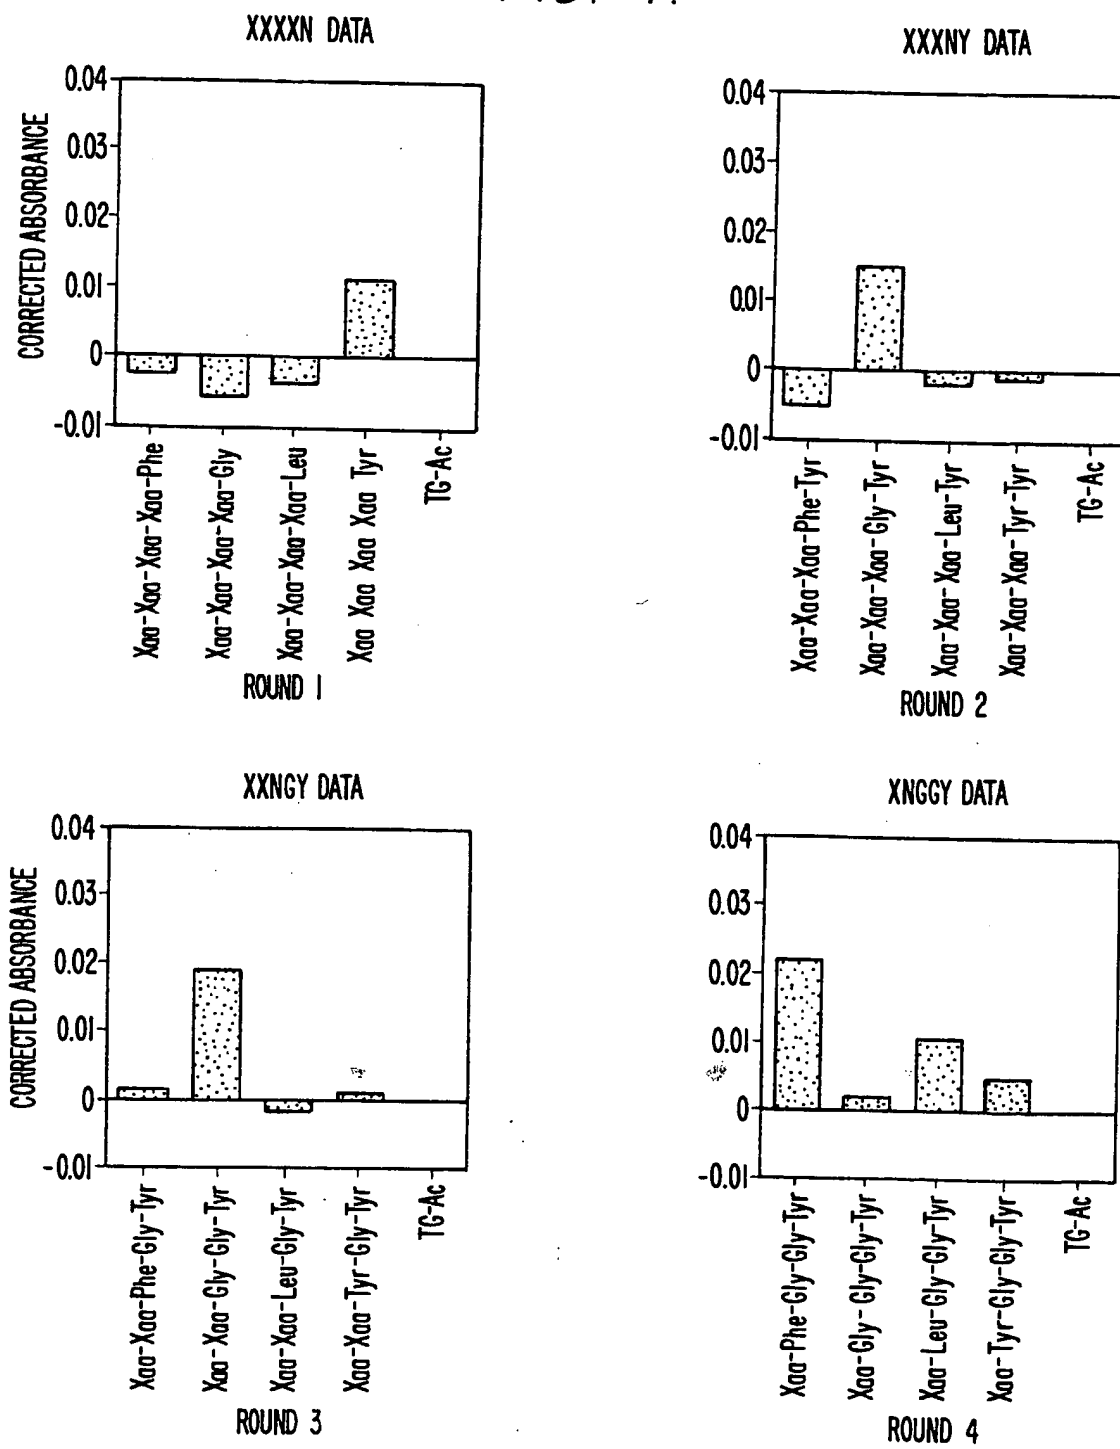 XXXXN DATA
0.04
0.03
0.02
0.01
0
-0.01
CORRECTED ABSORBANCE
Xaa-Xaa-Xaa-Xaa-Phe
Xaa-Xaa-Xaa-Xaa-Gly
Xaa-Xaa-Xaa-Xaa-Leu
Xaa Xaa Xaa Xaa Tyr
TG-Ac
ROUND 1
XXXNY DATA
0.04
0.03
0.02
0.01
0
-0.01
Xaa-Xaa-Xaa-Phe-Tyr
Xaa-Xaa-Xaa-Gly-Tyr
Xaa-Xaa-Xaa-Leu-Tyr
Xaa-Xaa-Xaa-Tyr-Tyr
TG-Ac
ROUND 2
XXNGY DATA
0.04
0.03
0.02
0.01
0
-0.01
CORRECTED ABSORBANCE
Xaa-Xaa-Phe-Gly-Tyr
Xaa-Xaa-Gly-Gly-Tyr
Xaa-Xaa-Leu-Gly-Tyr
Xaa-Xaa-Tyr-Gly-Tyr
TG-Ac
ROUND 3
XNGGY DATA
0.04
0.03
0.02
0.01
0
-0.01
Xaa-Phe-Gly-Gly-Tyr
Xaa-Gly-Gly-Gly-Tyr
Xaa-Leu-Gly-Gly-Tyr
Xaa-Tyr-Gly-Gly-Tyr
TG-Ac
ROUND 4